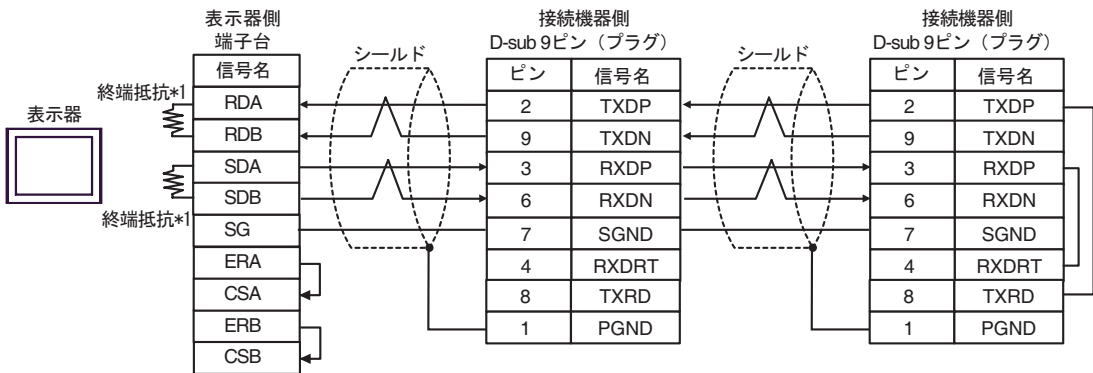 表示器側
端子台
信号名
終端抵抗*1
表示器
RDA
RDB
SDA
SDB
終端抵抗*1
SG
ERA
CSA
ERB
CSB
シールド
接続機器側
D-sub 9ピン（プラグ）
ピン 信号名
2 TXDP
9 TXDN
3 RXDP
6 RXDN
7 SGND
4 RXDRT
8 TXRD
1 PGND
シールド
接続機器側
D-sub 9ピン（プラグ）
ピン 信号名
2 TXDP
9 TXDN
3 RXDP
6 RXDN
7 SGND
4 RXDRT
8 TXRD
1 PGND